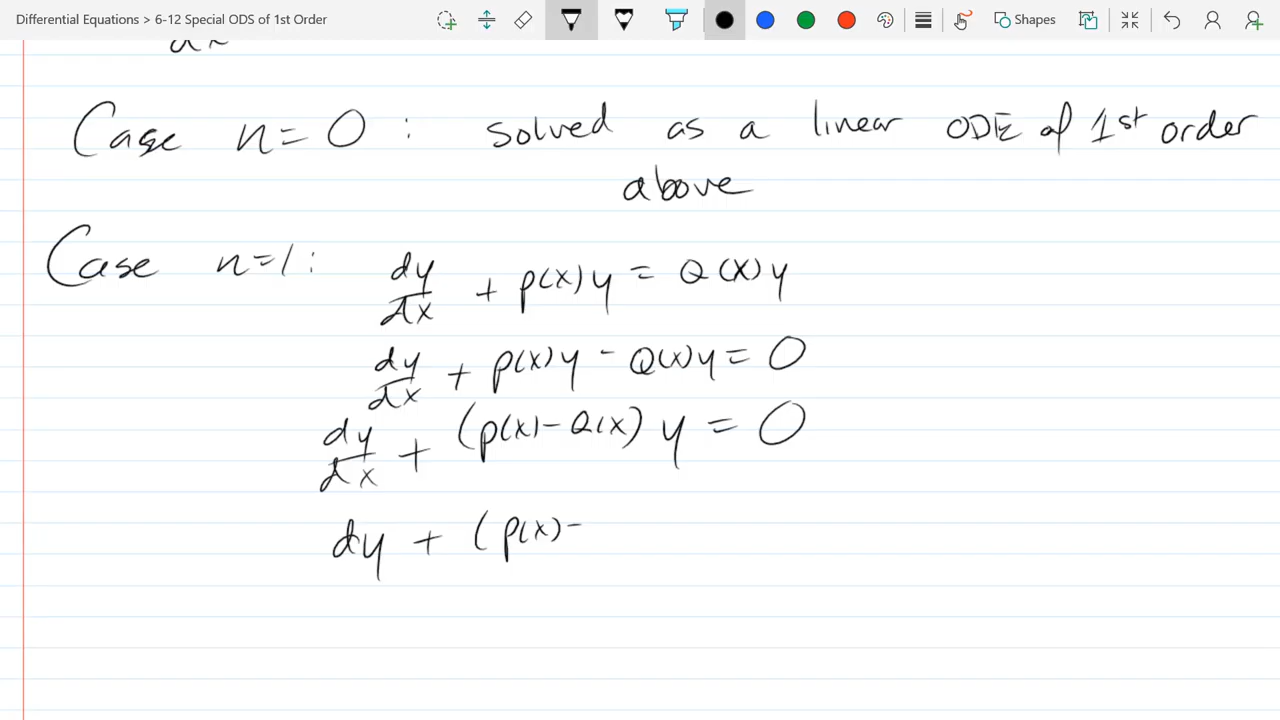 Differential Equations > 6-12 Special ODS of 1st Order
Shapes
dx
Case n=0 : solved as a linear ODE of 1st order
above
Case n=1: dy/dx + p(x)y = Q(x)y
dy/dx + p(x)y - Q(x)y = 0
dy/dx + (p(x) - Q(x)) y = 0
dy + (p(x) -